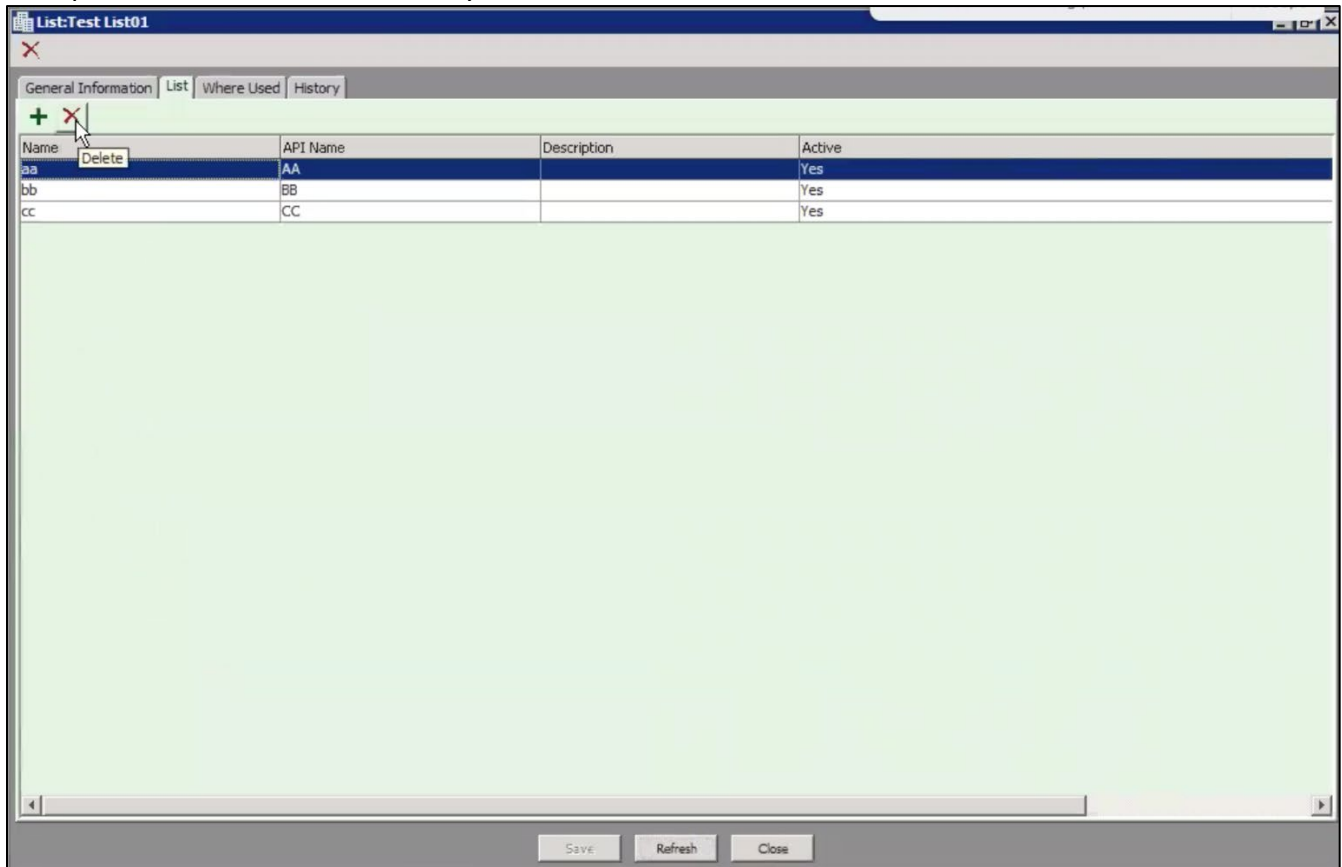 List:Test List01
General Information List Where Used History
Name API Name Description Active
Delete
aa AA Yes
bb BB Yes
cc CC Yes
Save Refresh Close